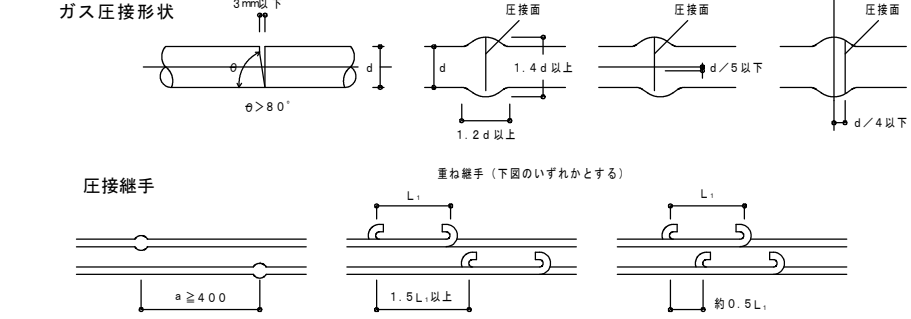 ガス圧接形状
3mm以下
圧接面
圧接面
圧接面
θ
d
d
1.4d以上
d/5以下
θ>80°
1.2d以上
d/4以下
圧接継手
重ね継手(下図のいずれかとする)
L₁
L₁
a≧400
1.5L₁以上
約0.5L₁